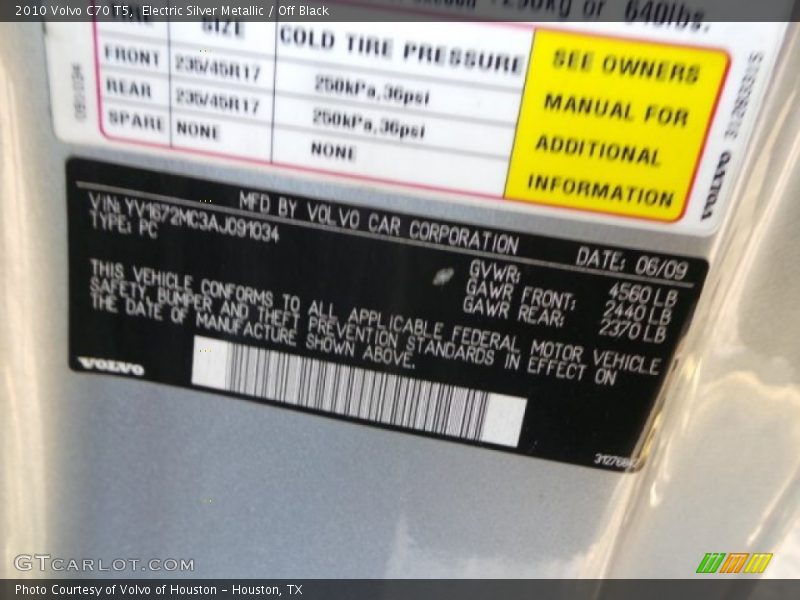 2010 Volvo C70 T5, , Electric Silver Metallic / Off Black
640lbs.
SIZE COLD TIRE PRESSURE
FRONT 235/45R17 250kPa,36psi
REAR 235/45R17 250kPa,36psi
SPARE NONE NONE
SEE OWNERS
MANUAL FOR
ADDITIONAL
INFORMATION
VOLVO
091034
MFD BY VOLVO CAR CORPORATION
DATE: 06/09
VIN: YV1672MC3AJ091034
TYPE: PC
GVWR: 4560 LB
GAWR FRONT: 2440 LB
GAWR REAR: 2370 LB
THIS VEHICLE CONFORMS TO ALL APPLICABLE FEDERAL MOTOR VEHICLE
SAFETY, BUMPER AND THEFT PREVENTION STANDARDS IN EFFECT ON
THE DATE OF MANUFACTURE SHOWN ABOVE.
VOLVO
GTCARLOT.COM
Photo Courtesy of Volvo of Houston - Houston, TX